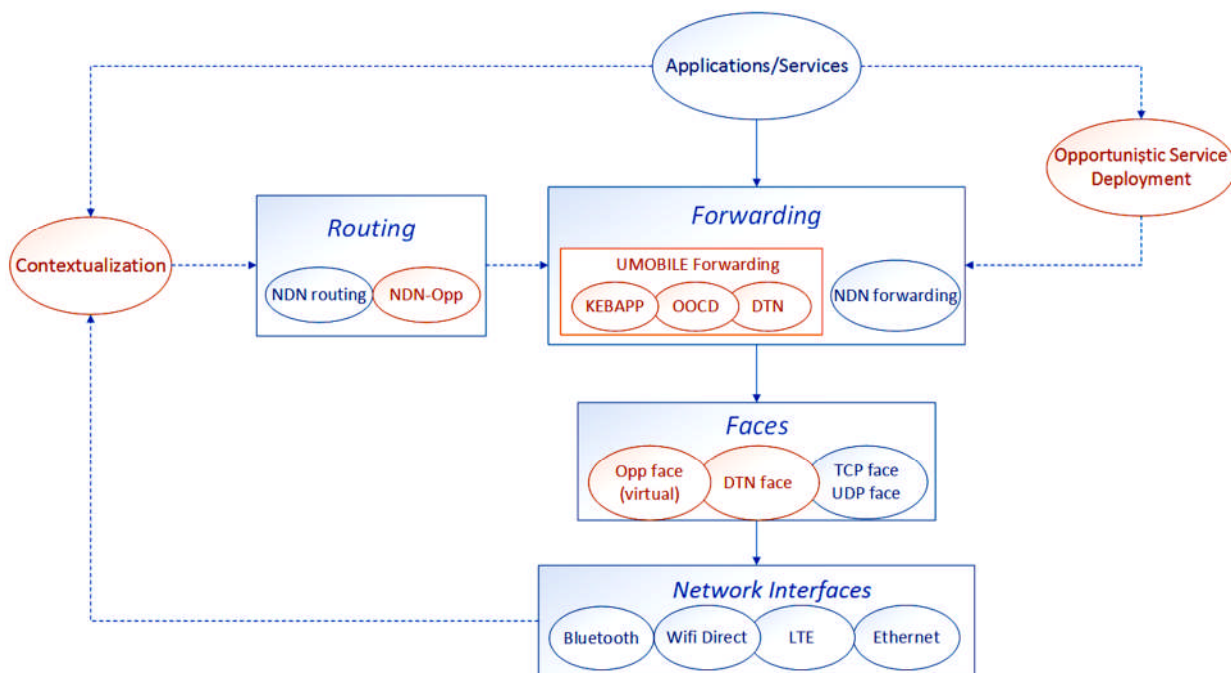 Applications/Services
Opportunistic Service
Deployment
Contextualization
Routing
NDN routing
NDN-Opp
Forwarding
UMOBILE Forwarding
KEBAPP
OOCD
DTN
NDN forwarding
Faces
Opp face
(virtual)
DTN face
TCP face
UDP face
Network Interfaces
Bluetooth
Wifi Direct
LTE
Ethernet